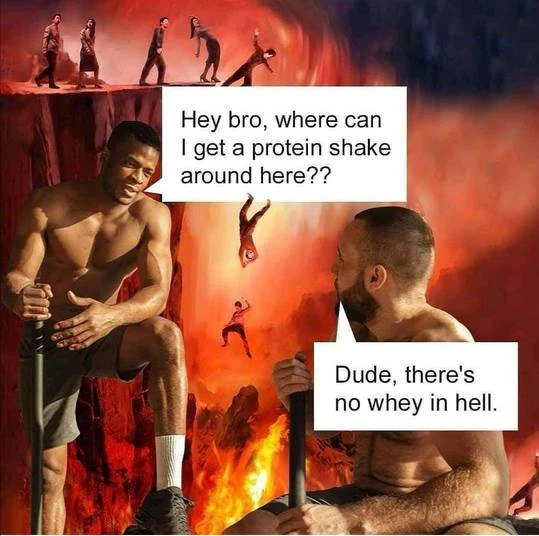 Hey bro, where can
I get a protein shake
around here??
Dude, there's
no whey in hell.